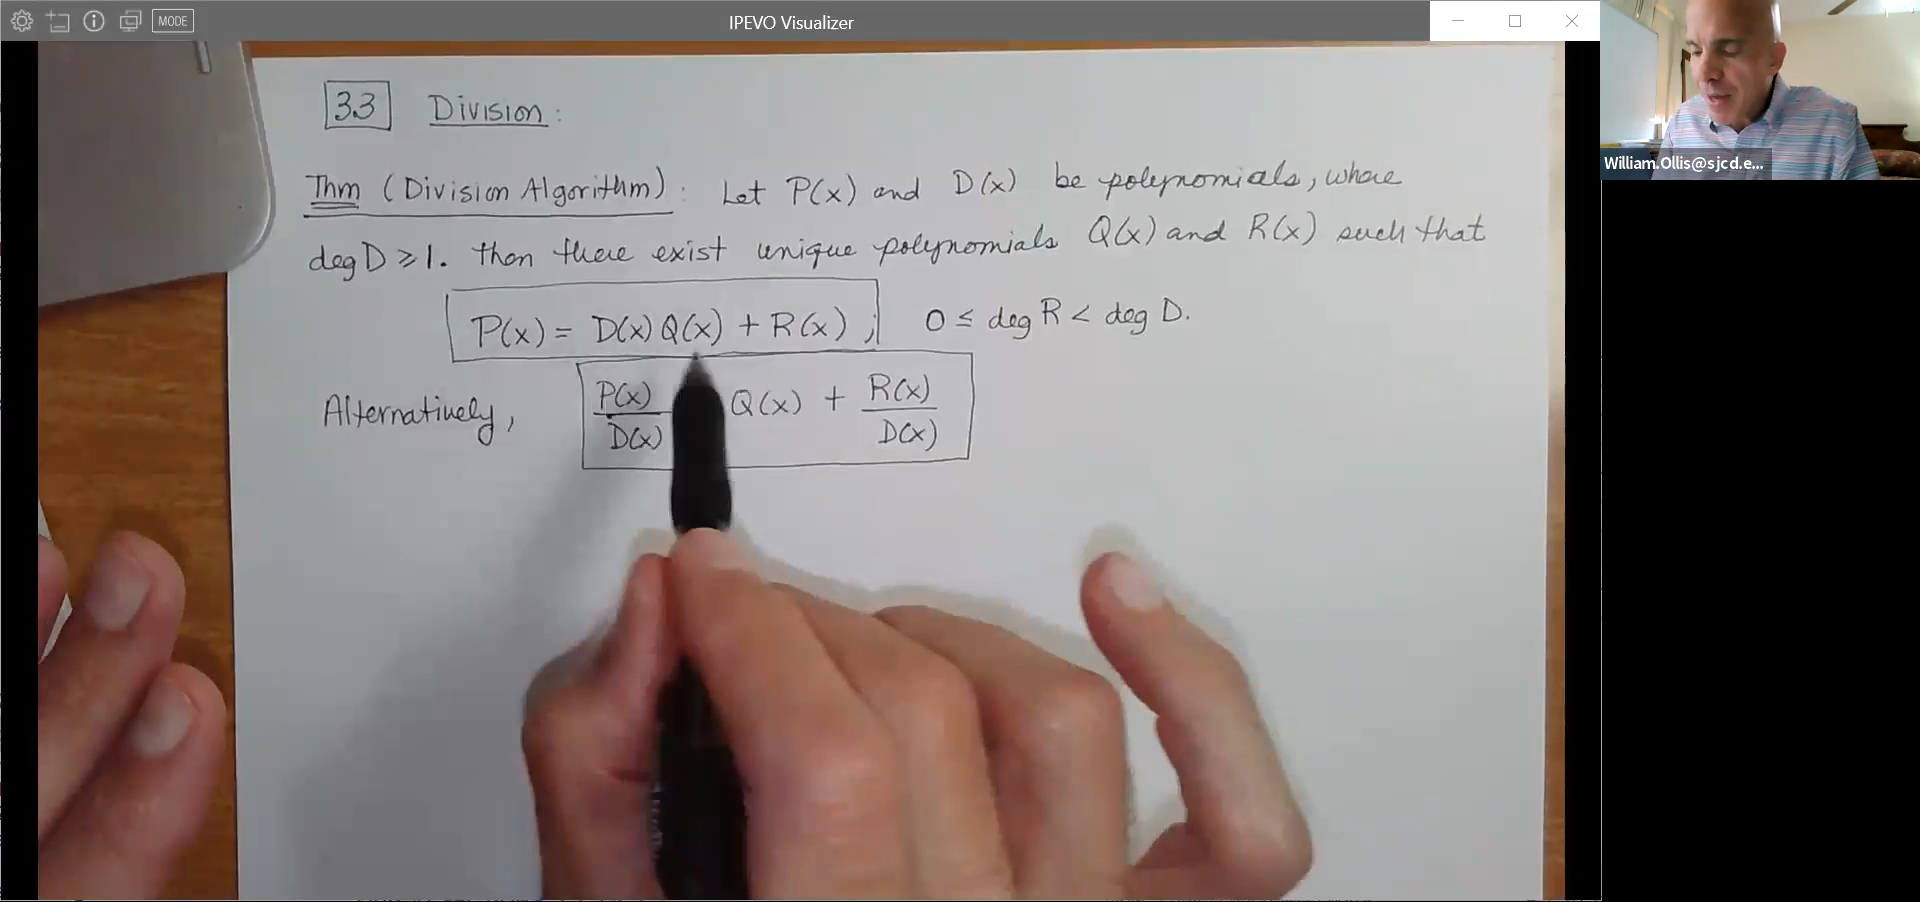 MODE
IPEVO Visualizer
William.Ollis@sjcd.e...
3.3 Division:
Thm (Division Algorithm): Let P(x) and D(x) be polynomials, where
deg D ≥ 1. Then there exist unique polynomials Q(x) and R(x) such that
P(x) = D(x)Q(x) + R(x), 0 ≤ deg R < deg D.
Alternatively, P(x)/D(x) Q(x) + R(x)/D(x)